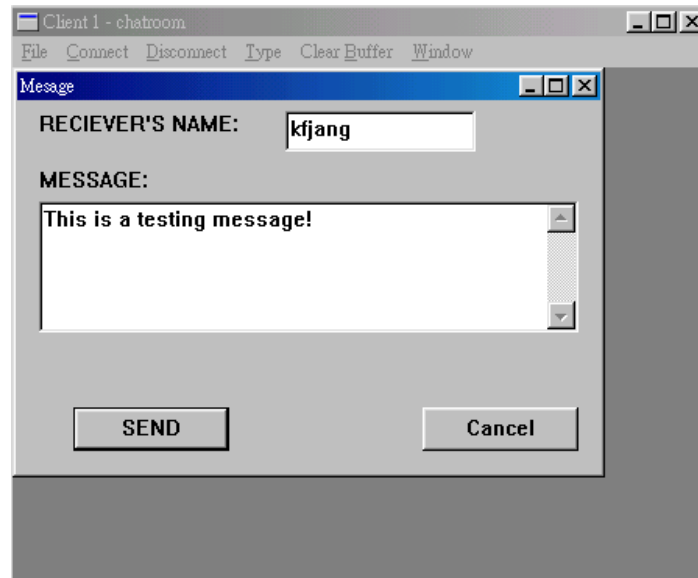 Client 1 - chatroom
File Connect Disconnect Type Clear Buffer Window
Mesage
RECIEVER'S NAME: kfjang
MESSAGE:
This is a testing message!
SEND Cancel